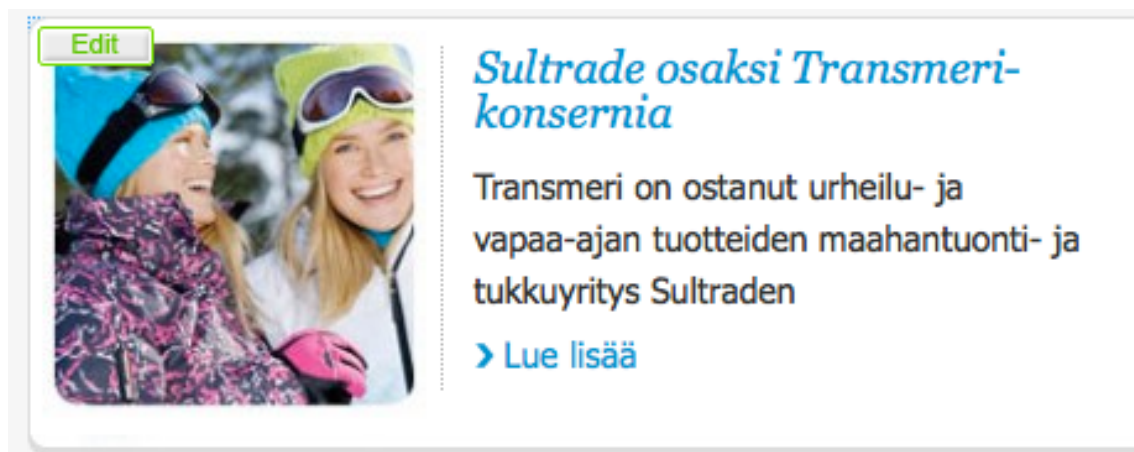 Edit
Sultrade osaksi Transmeri-
konsernia
Transmeri on ostanut urheilu- ja
vapaa-ajan tuotteiden maahantuonti- ja
tukkuyritys Sultraden
Lue lisää